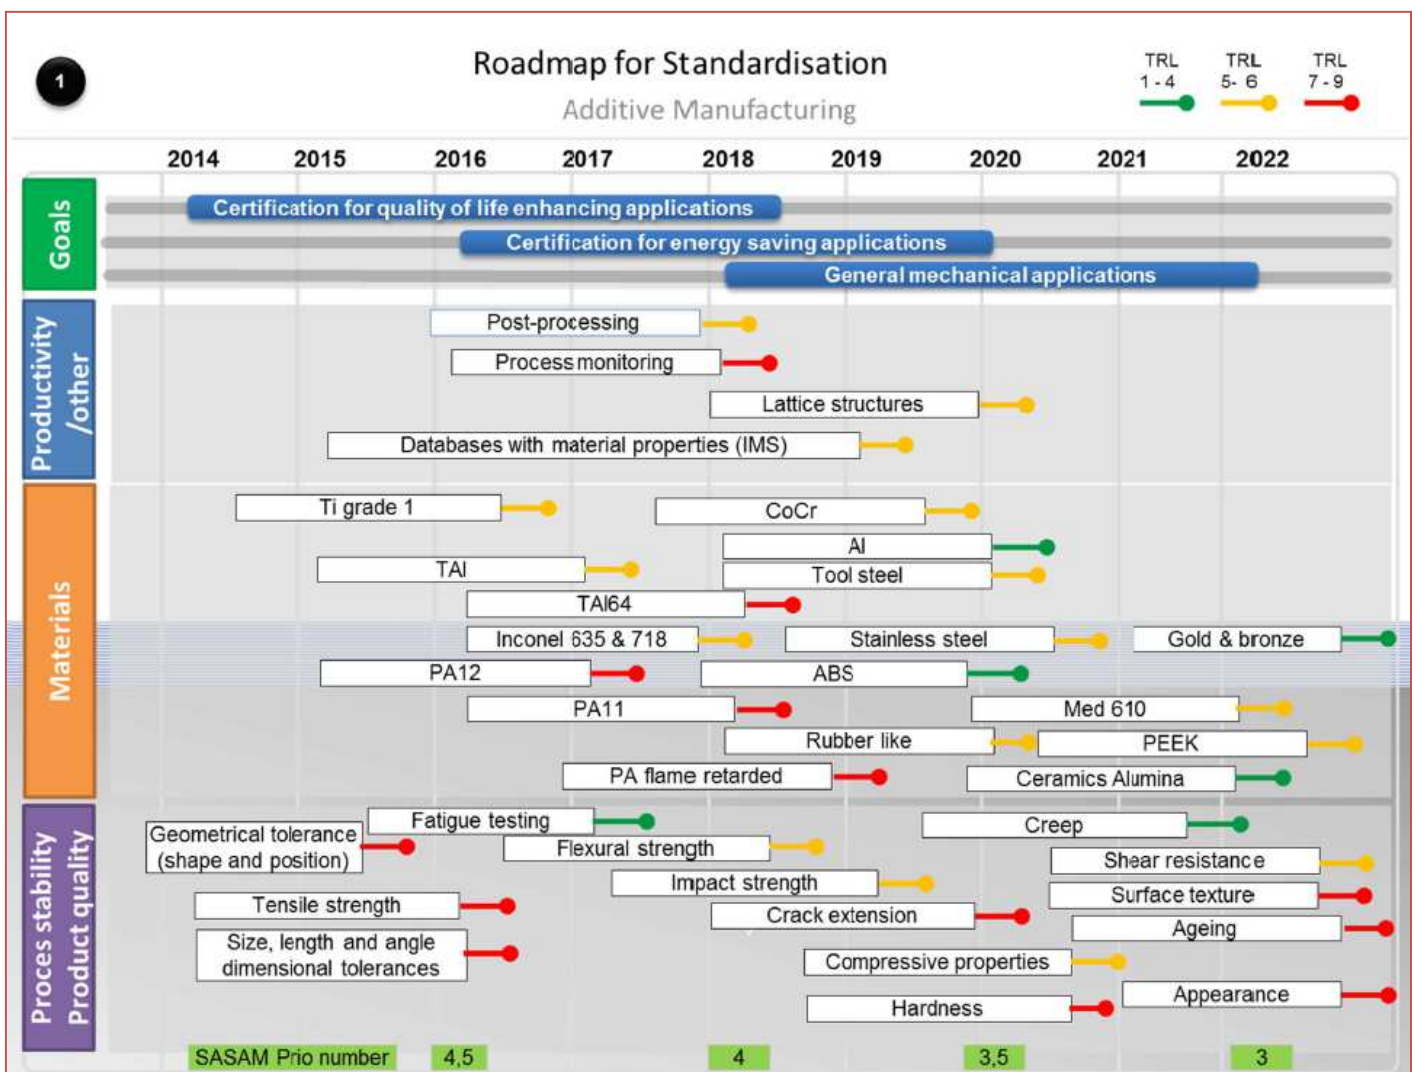 1
Roadmap for Standardisation
Additive Manufacturing
TRL
1 - 4
TRL
5- 6
TRL
7 - 9
2014 2015 2016 2017 2018 2019 2020 2021 2022
Goals
Certification for quality of life enhancing applications
Certification for energy saving applications
General mechanical applications
Productivity
/other
Post-processing
Process monitoring
Lattice structures
Databases with material properties (IMS)
Materials
Ti grade 1
CoCr
Al
TAl
Tool steel
TAl64
Inconel 635 & 718
Stainless steel
Gold & bronze
PA12
ABS
PA11
Med 610
Rubber like
PEEK
PA flame retarded
Ceramics Alumina
Proces stability
Product quality
Geometrical tolerance
(shape and position)
Fatigue testing
Creep
Flexural strength
Shear resistance
Impact strength
Surface texture
Tensile strength
Crack extension
Ageing
Size, length and angle
dimensional tolerances
Compressive properties
Appearance
Hardness
SASAM Prio number 4,5 4 3,5 3